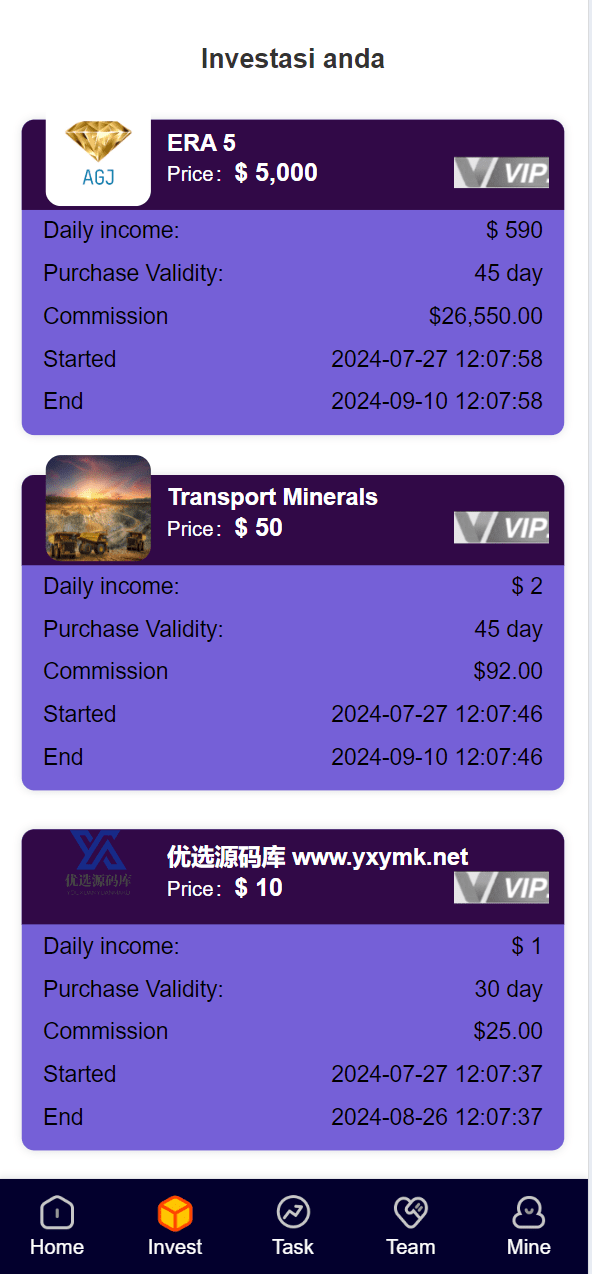 Investasi anda
AGJ
ERA 5
Price: $ 5,000
VIP
Daily income: $ 590
Purchase Validity: 45 day
Commission $26,550.00
Started 2024-07-27 12:07:58
End 2024-09-10 12:07:58
Transport Minerals
Price: $ 50
VIP
Daily income: $ 2
Purchase Validity: 45 day
Commission $92.00
Started 2024-07-27 12:07:46
End 2024-09-10 12:07:46
优选源码库
优选源码库 www.yxymk.net
Price: $ 10
VIP
Daily income: $ 1
Purchase Validity: 30 day
Commission $25.00
Started 2024-07-27 12:07:37
End 2024-08-26 12:07:37
Home Invest Task Team Mine